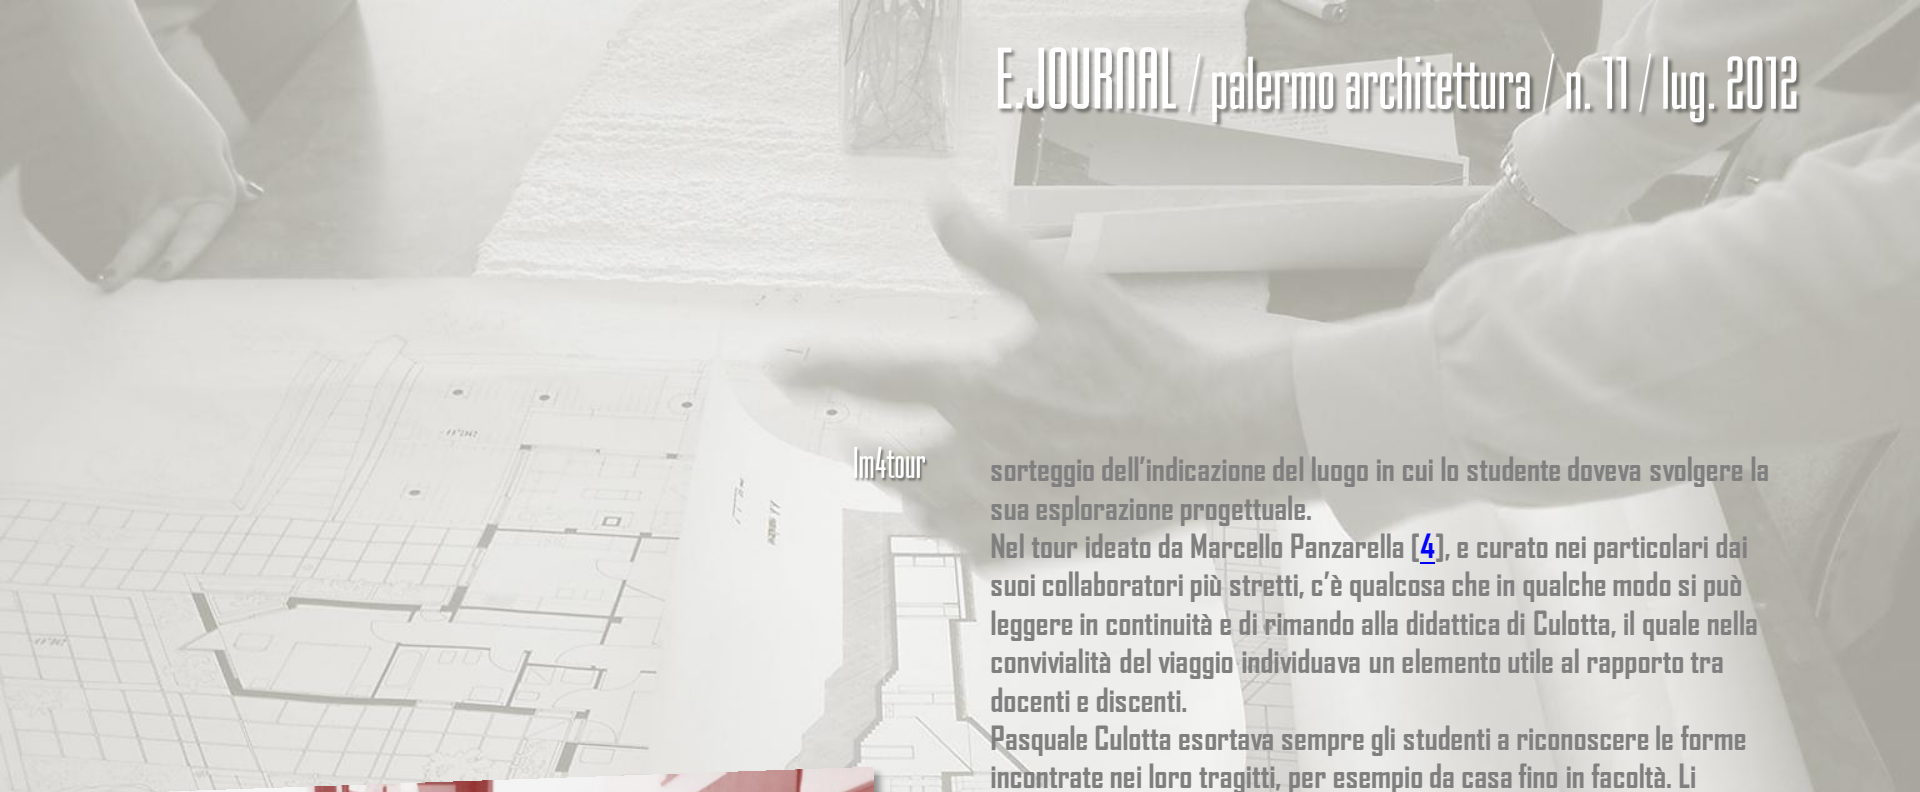 E.JOURNAL / palermo architettura / n. 11 / lug. 2012
lm4tour
sorteggio dell’indicazione del luogo in cui lo studente doveva svolgere la
sua esplorazione progettuale.
Nel tour ideato da Marcello Panzarella [4], e curato nei particolari dai
suoi collaboratori più stretti, c’è qualcosa che in qualche modo si può
leggere in continuità e di rimando alla didattica di Culotta, il quale nella
convivialità del viaggio individuava un elemento utile al rapporto tra
docenti e discenti.
Pasquale Culotta esortava sempre gli studenti a riconoscere le forme
incontrate nei loro tragitti, per esempio da casa fino in facoltà. Li